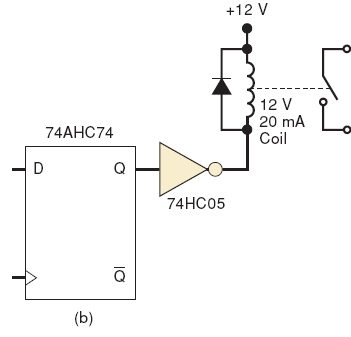 +12 V
12 V
20 mA
Coil
74AHC74
D
Q
74HC05
Q̅
(b)